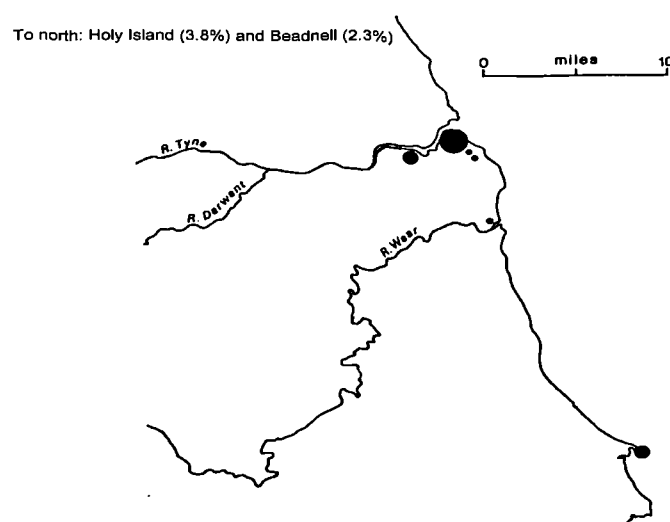 To north: Holy Island (3.8%) and Beadnell (2.3%)
0 miles 10
R. Tyne
R. Derwent
R. Wear